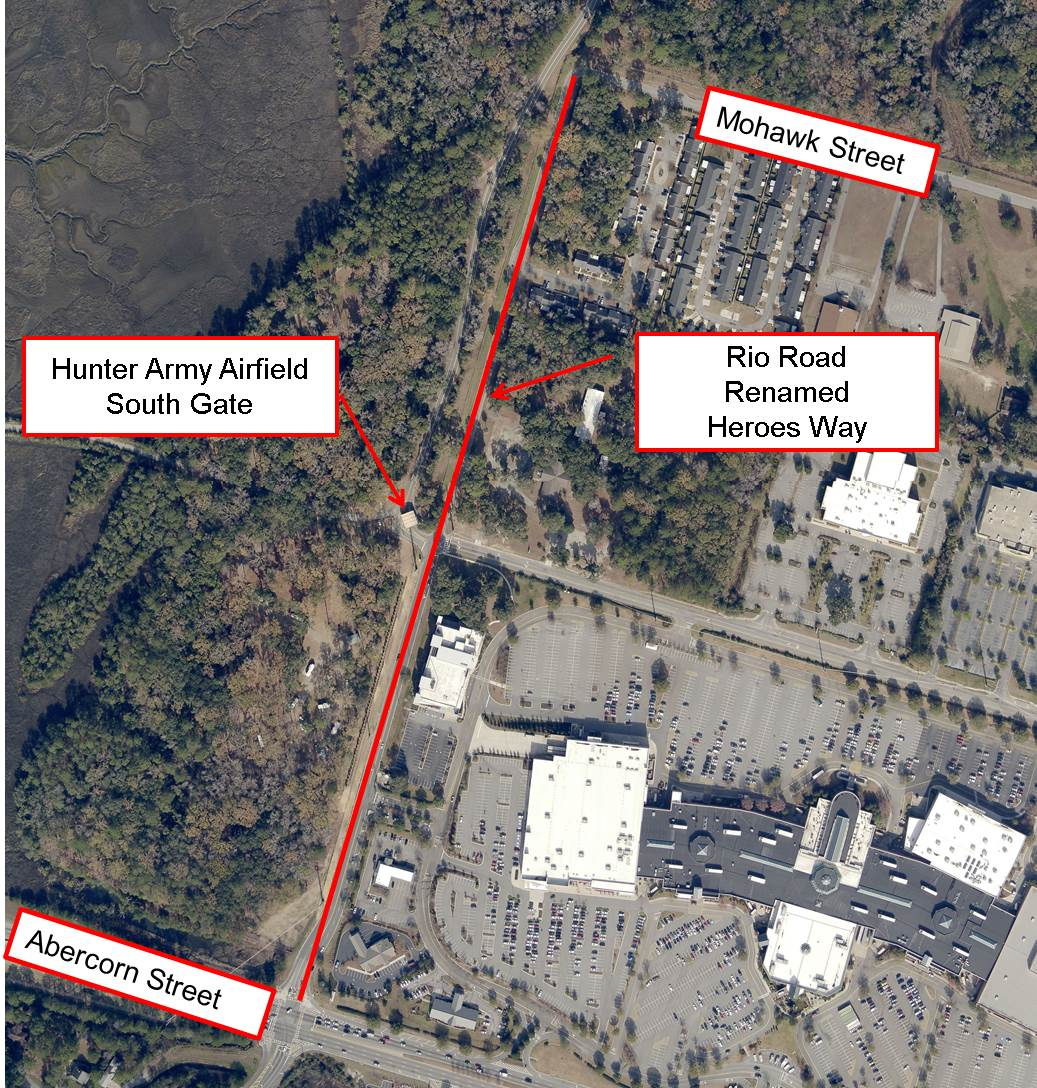 Mohawk Street
Hunter Army Airfield
South Gate
Rio Road
Renamed
Heroes Way
Abercorn Street